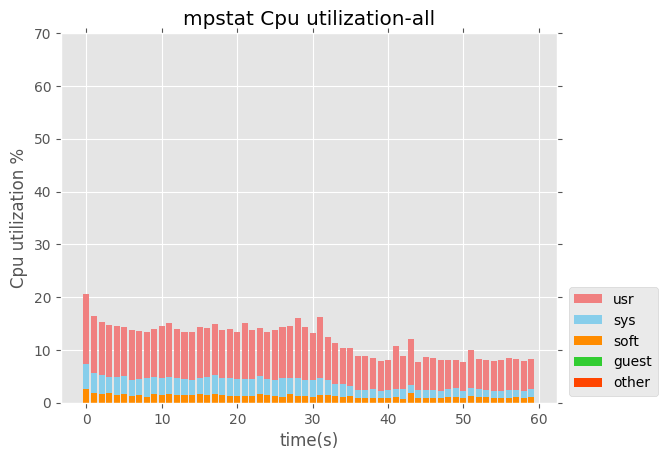 mpstat Cpu utilization-all
70
60
50
40
30
20
10
0
Cpu utilization %
0 10 20 30 40 50 60
time(s)
usr
sys
soft
guest
other